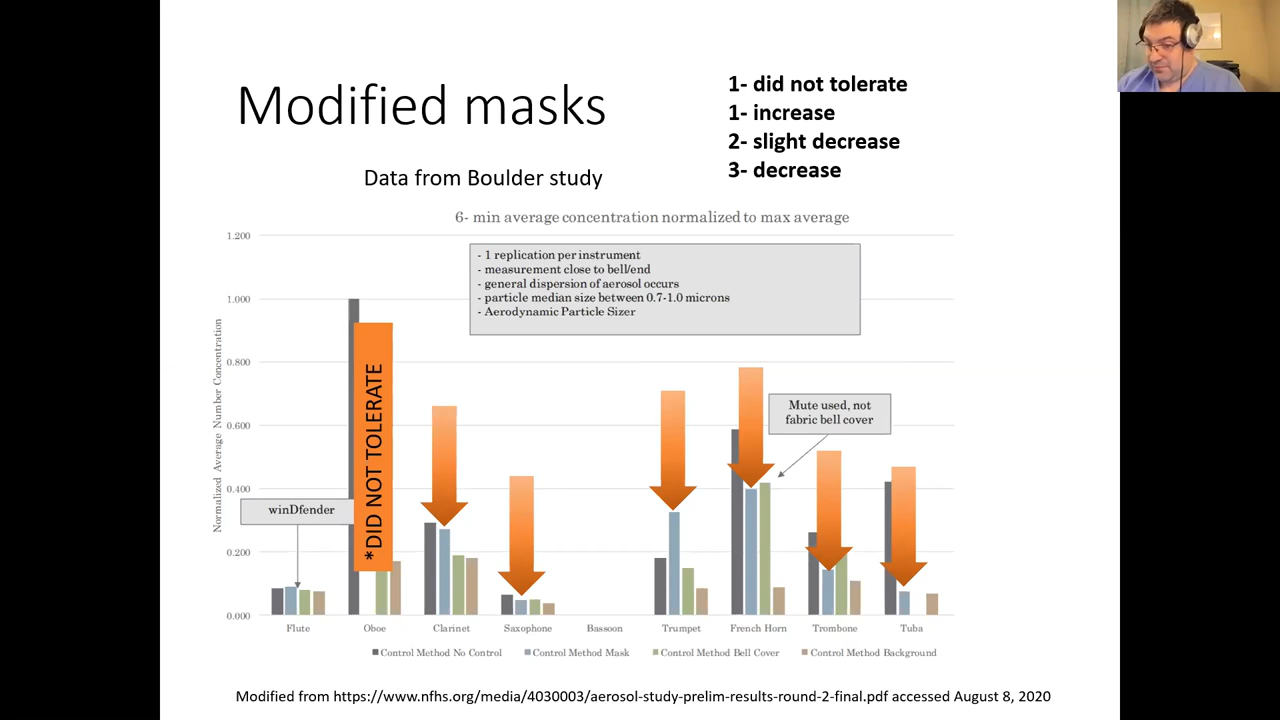 Modified masks
1- did not tolerate
1- increase
2- slight decrease
3- decrease
Data from Boulder study
6- min average concentration normalized to max average
1.200
- 1 replication per instrument
- measurement close to bell/end
- general dispersion of aerosol occurs
- particle median size between 0.7-1.0 microns
- Aerodynamic Particle Sizer
1.000
0.800
0.600
0.400
0.200
0.000
Normalized Average Number Concentration
*DID NOT TOLERATE
Mute used, not
fabric bell cover
winDfender
Flute Oboe Clarinet Saxophone Bassoon Trumpet French Horn Trombone Tuba
Control Method No Control Control Method Mask Control Method Bell Cover Control Method Background
Modified from https://www.nfhs.org/media/4030003/aerosol-study-prelim-results-round-2-final.pdf accessed August 8, 2020